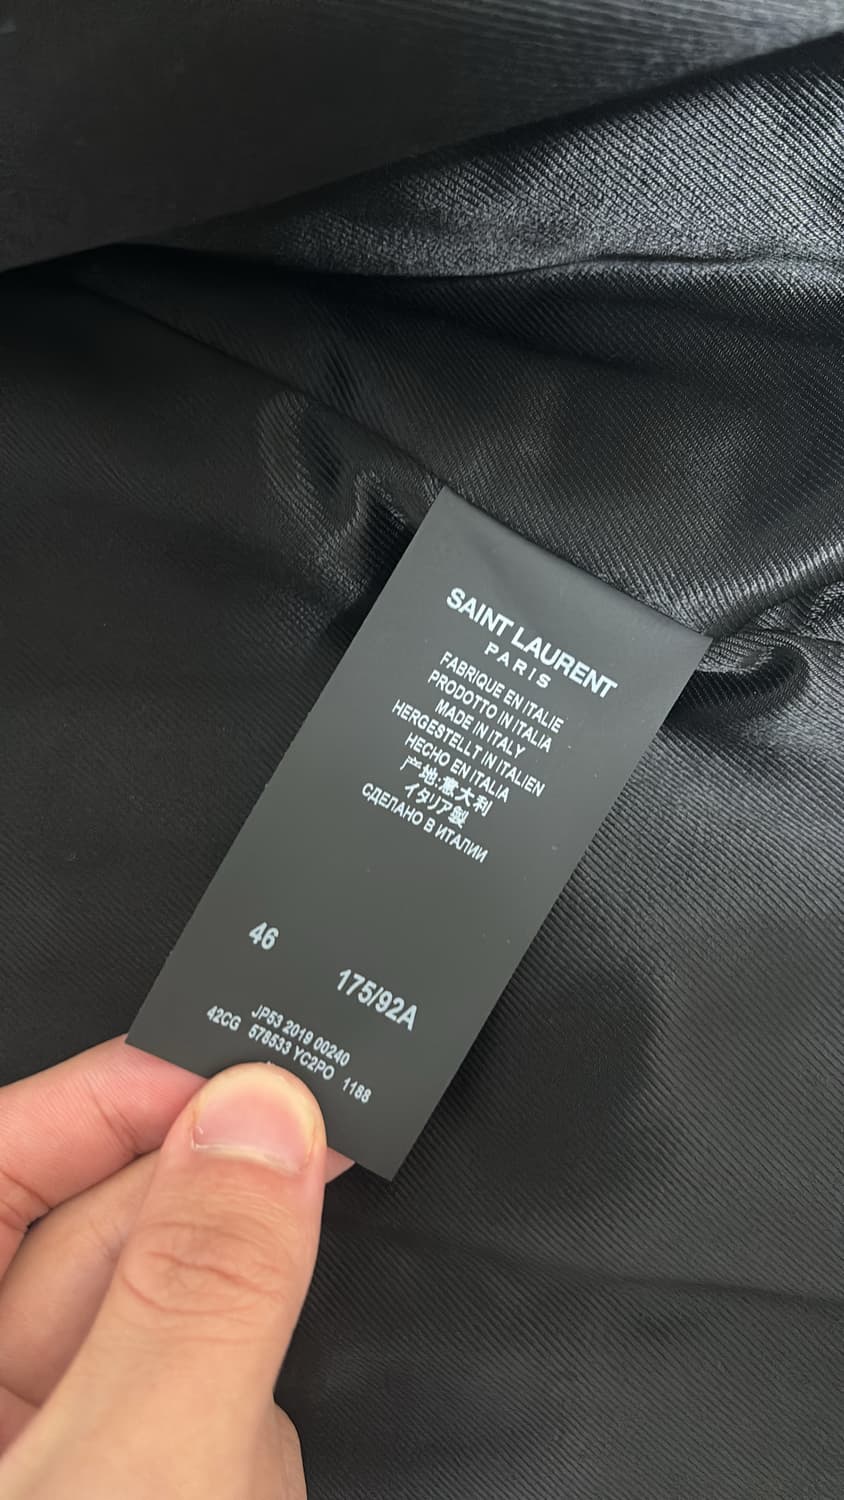 SAINT LAURENT
PARIS
FABRIQUE EN ITALIE
PRODOTTO IN ITALIA
MADE IN ITALY
HERGESTELLT IN ITALIEN
HECHO EN ITALIA
产地:意大利
イタリア製
СДЕЛАНО В ИТАЛИИ
46
175/92A
JP53 2019 00240
42CG 578533 YC2PO 1188